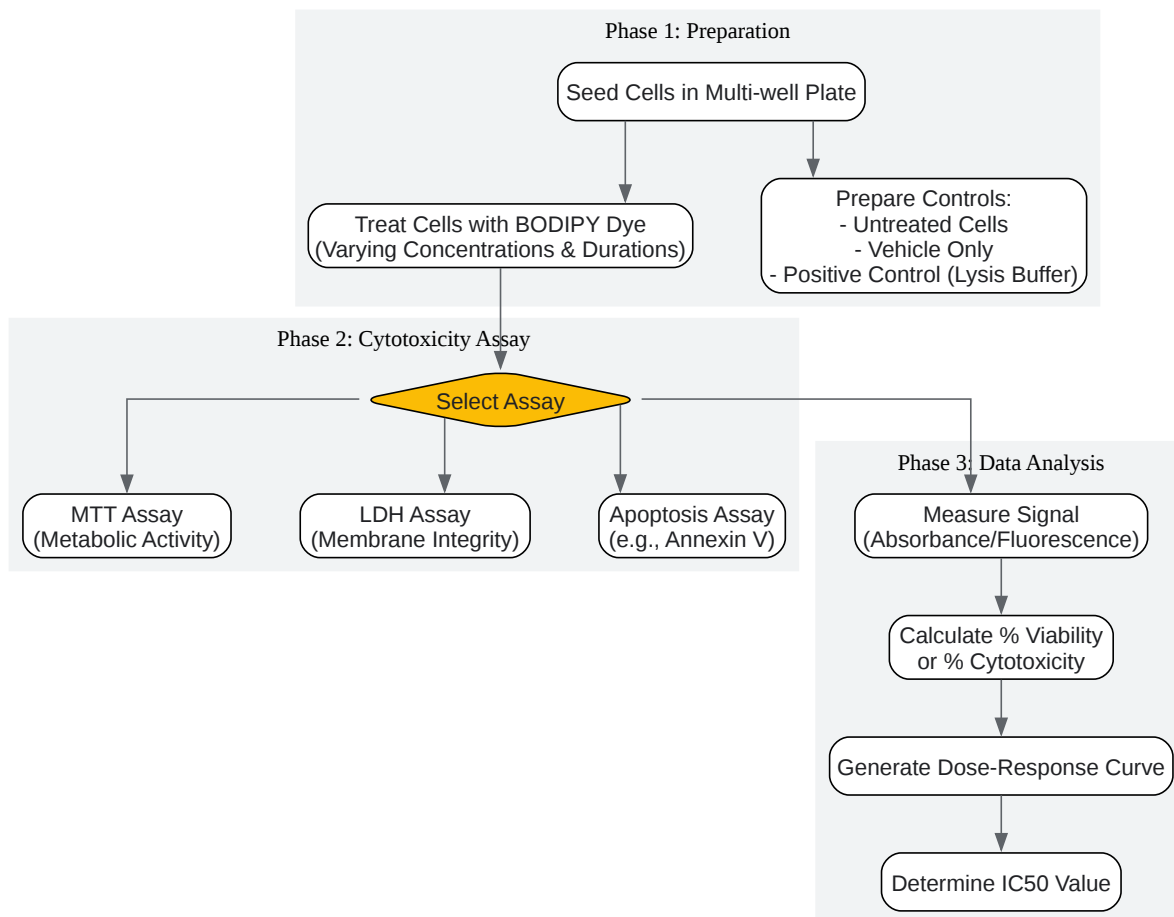 Phase 1: Preparation
Seed Cells in Multi-well Plate
Treat Cells with BODIPY Dye
(Varying Concentrations & Durations)
Prepare Controls:
- Untreated Cells
- Vehicle Only
- Positive Control (Lysis Buffer)
Phase 2: Cytotoxicity Assay
Select Assay
MTT Assay
(Metabolic Activity)
LDH Assay
(Membrane Integrity)
Apoptosis Assay
(e.g., Annexin V)
Phase 3: Data Analysis
Measure Signal
(Absorbance/Fluorescence)
Calculate % Viability
or % Cytotoxicity
Generate Dose-Response Curve
Determine IC50 Value